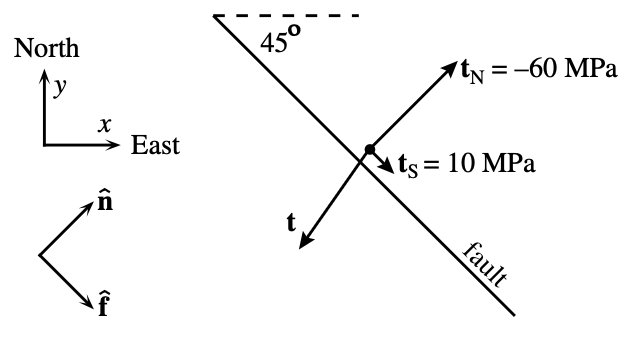 North
y
x
East
n̂
f̂
45°
t_N = –60 MPa
t_S = 10 MPa
t
fault